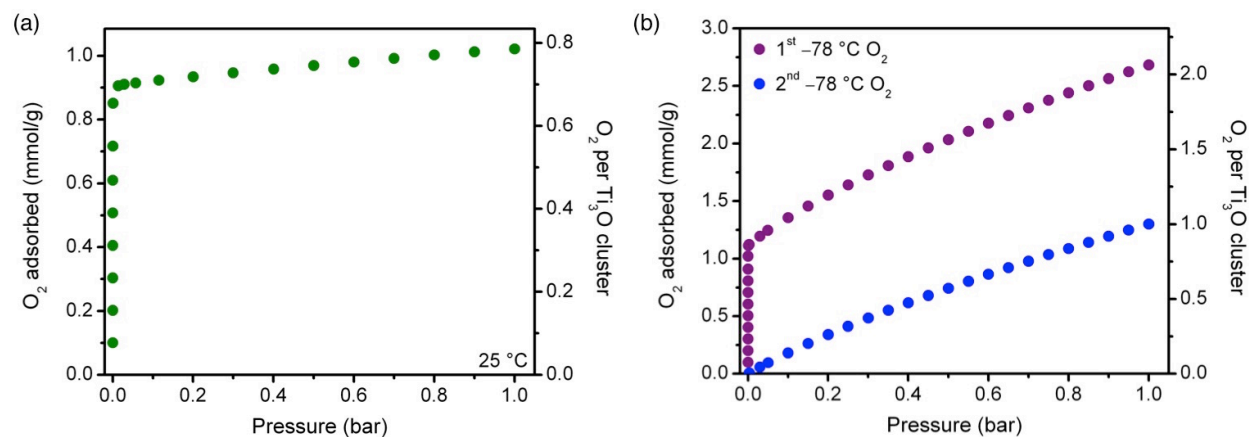 (a)
O₂ adsorbed (mmol/g)
1.0
0.8
0.6
0.4
0.2
0.0
0.8
0.6
0.4
0.8
0.0
O₂ per Ti₃O cluster
25 °C
0.0 0.2 0.4 0.6 0.8 1.0
Pressure (bar)
(b)
O₂ adsorbed (mmol/g)
3.0
2.5
2.0
1.5
1.0
0.5
0.0
1st –78 °C O₂
2nd –78 °C O₂
2.0
1.5
1.0
0.5
0.0
O₂ per Ti₃O cluster
0.0 0.2 0.4 0.6 0.8 1.0
Pressure (bar)